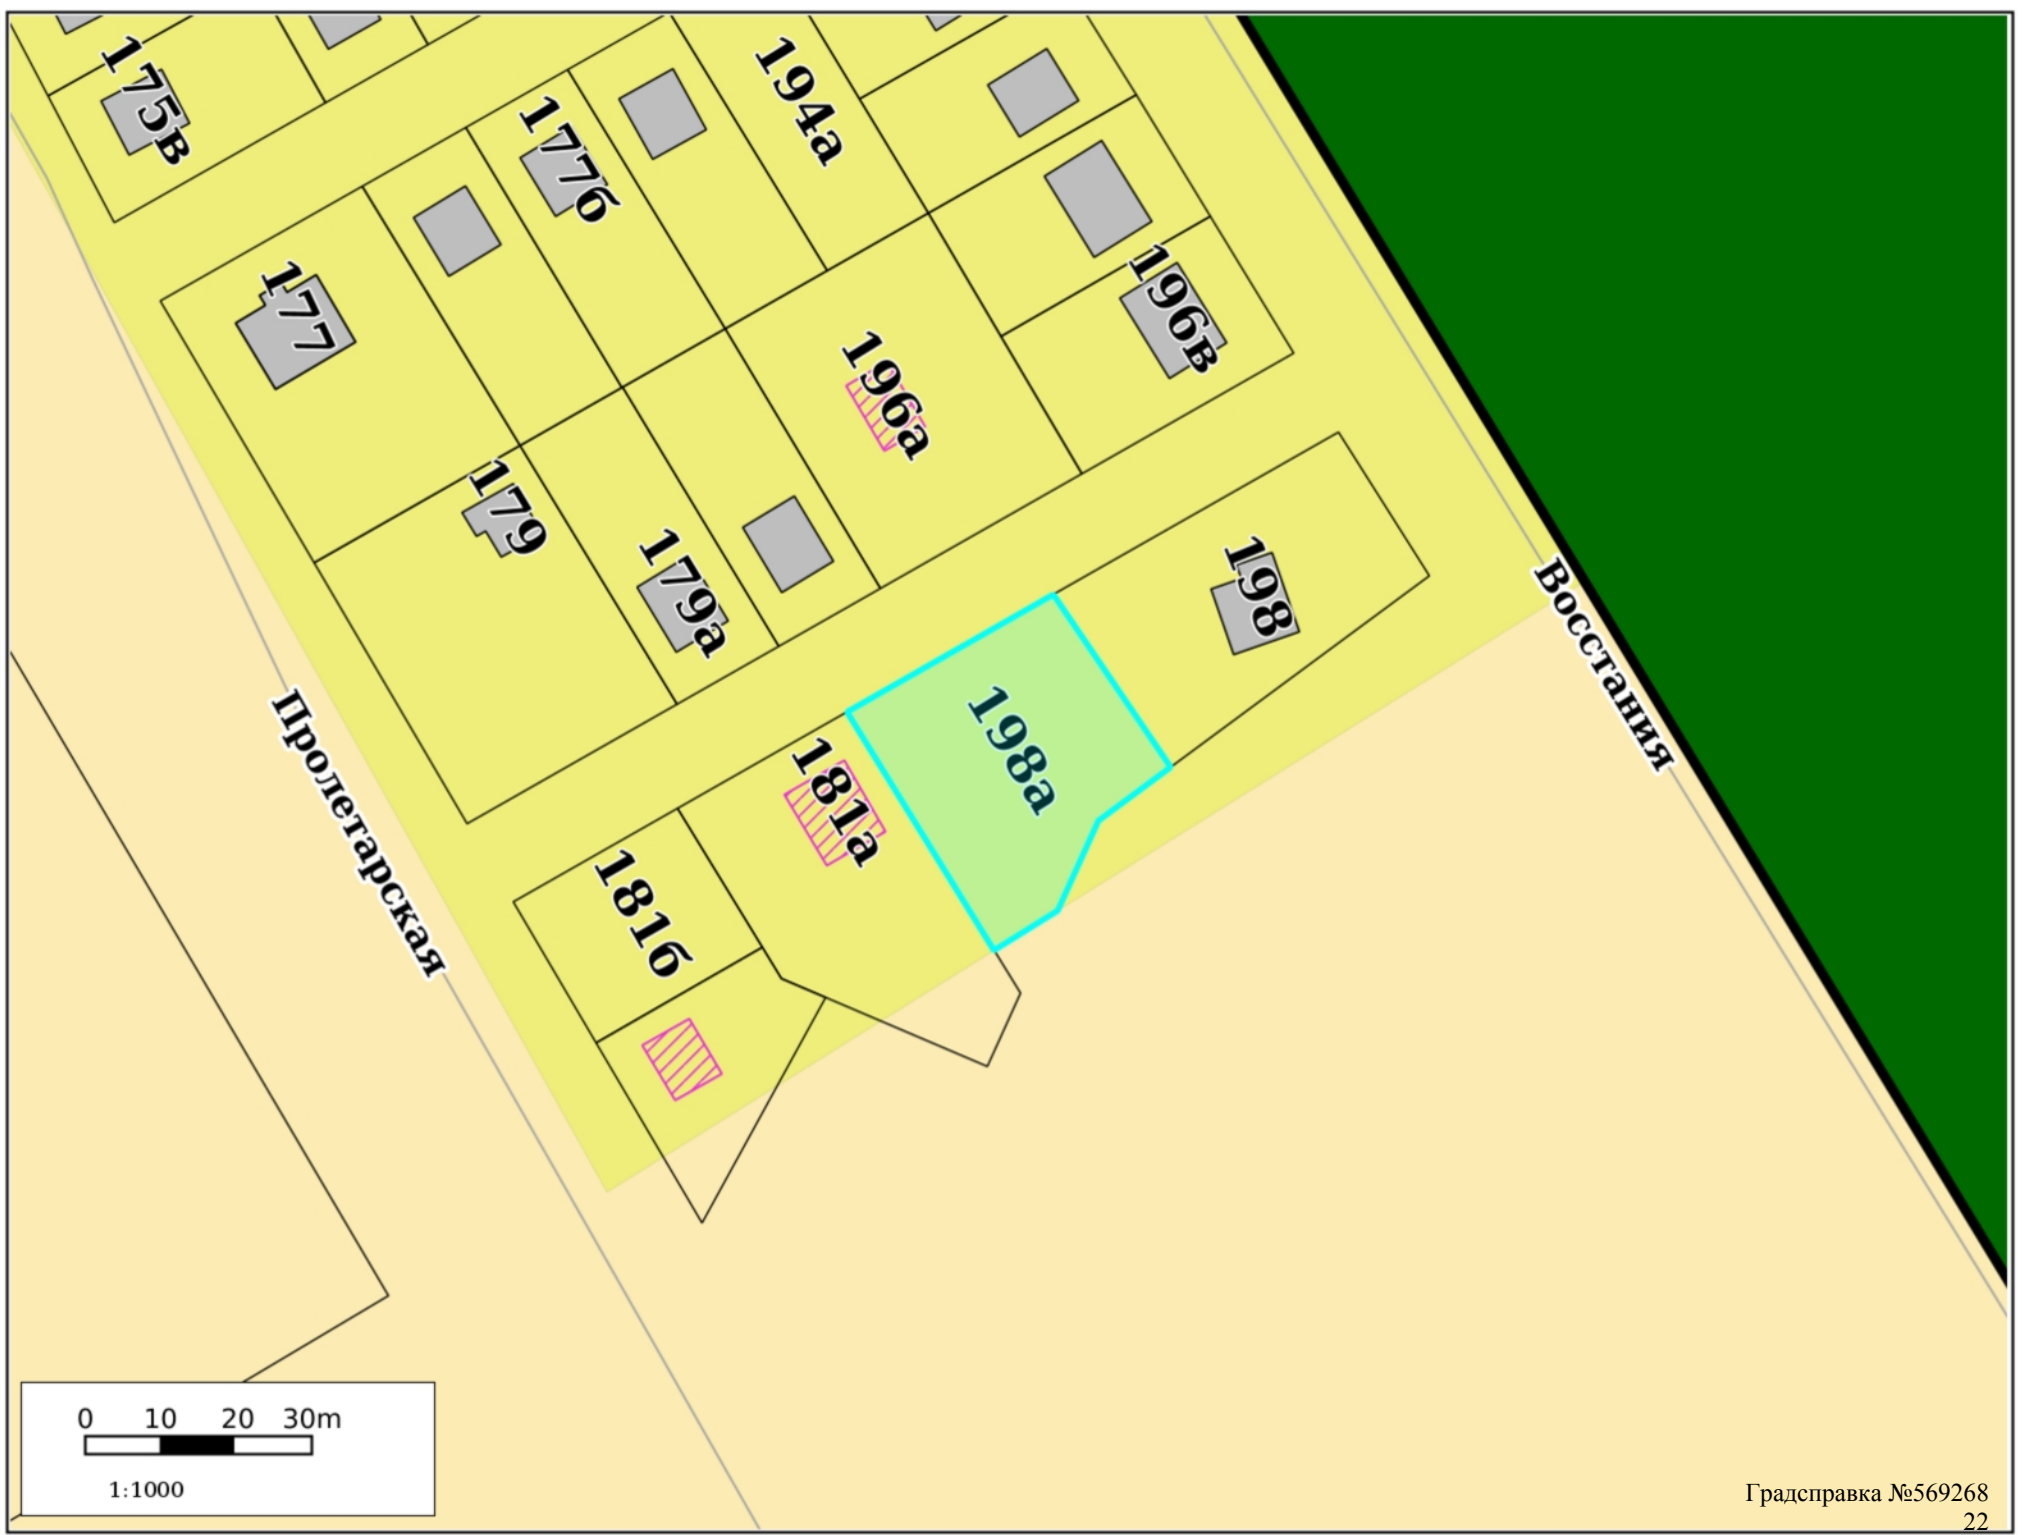 175в
194а
177б
177
196в
196а
179
179а
198
Восстания
198а
Пролетарская
181а
181б
0 10 20 30m
1:1000
Градсправка №569268
22